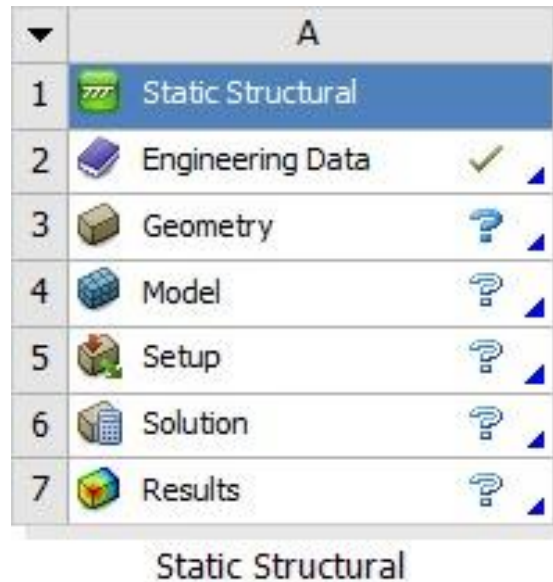 A
1 Static Structural
2 Engineering Data
3 Geometry
4 Model
5 Setup
6 Solution
7 Results
Static Structural